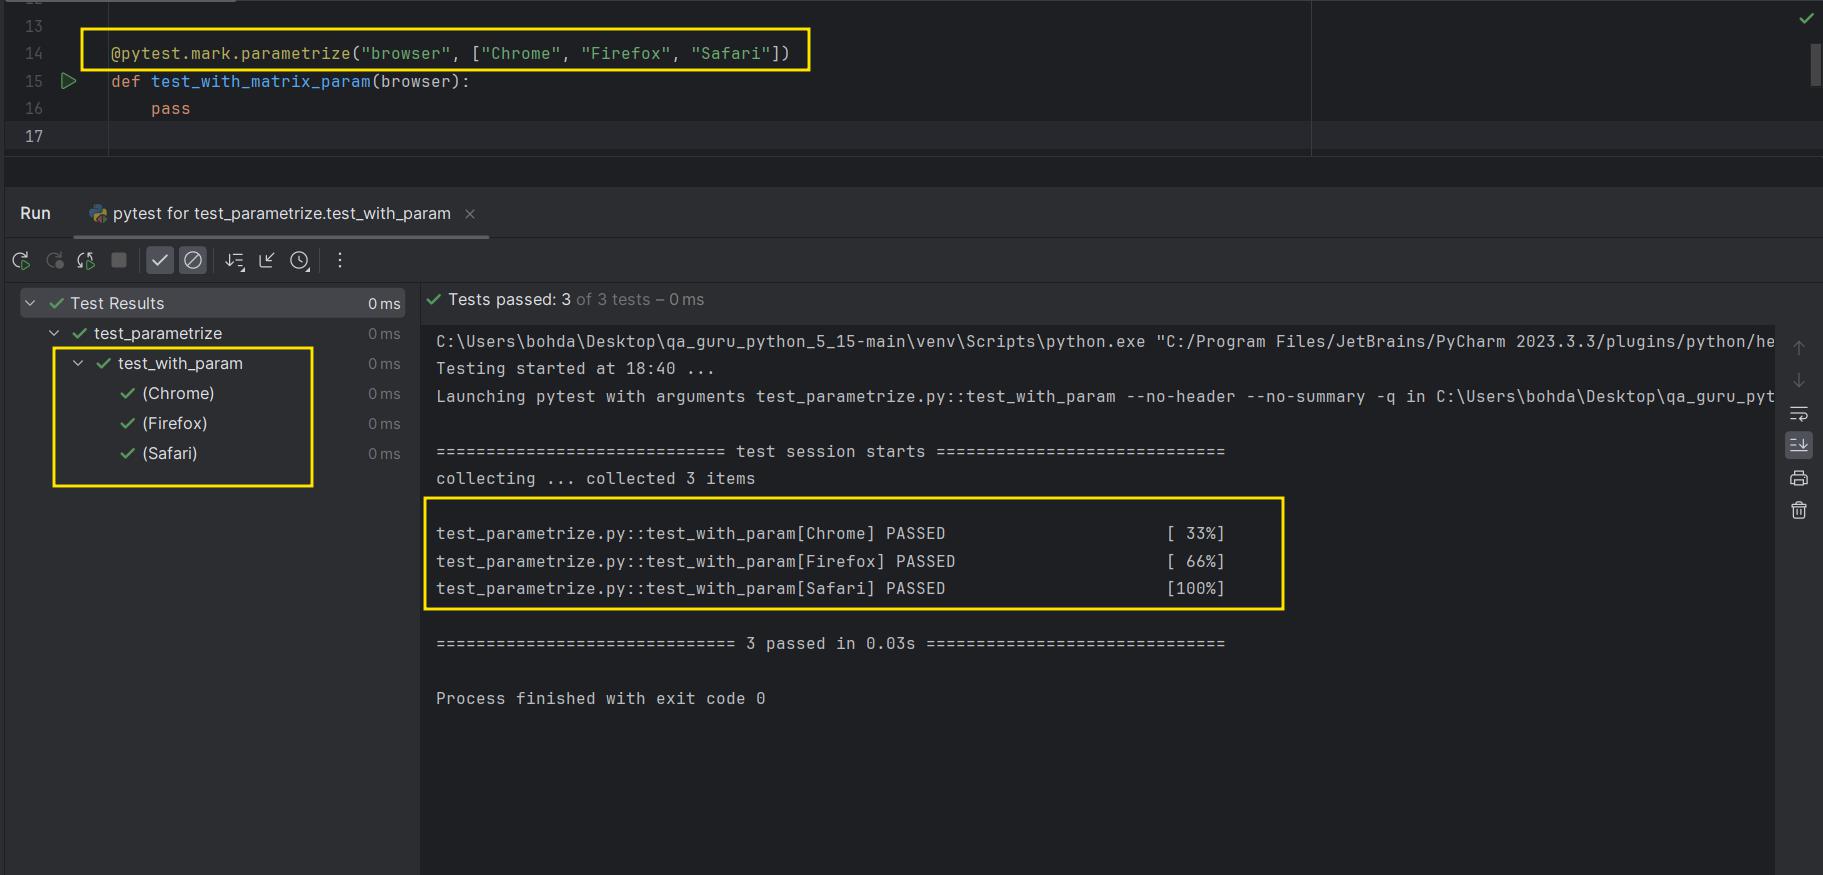 13
14 @pytest.mark.parametrize("browser", ["Chrome", "Firefox", "Safari"])
15 def test_with_matrix_param(browser):
16 pass
17
Run pytest for test_parametrize.test_with_param
Test Results 0 ms
test_parametrize 0 ms
test_with_param 0 ms
(Chrome) 0 ms
(Firefox) 0 ms
(Safari) 0 ms
Tests passed: 3 of 3 tests – 0 ms
C:\Users\bohda\Desktop\qa_guru_python_5_15-main\venv\Scripts\python.exe "C:/Program Files/JetBrains/PyCharm 2023.3.3/plugins/python/he
Testing started at 18:40 ...
Launching pytest with arguments test_parametrize.py::test_with_param --no-header --no-summary -q in C:\Users\bohda\Desktop\qa_guru_pyt
============================= test session starts =============================
collecting ... collected 3 items
test_parametrize.py::test_with_param[Chrome] PASSED [ 33%]
test_parametrize.py::test_with_param[Firefox] PASSED [ 66%]
test_parametrize.py::test_with_param[Safari] PASSED [100%]
============================== 3 passed in 0.03s ==============================
Process finished with exit code 0